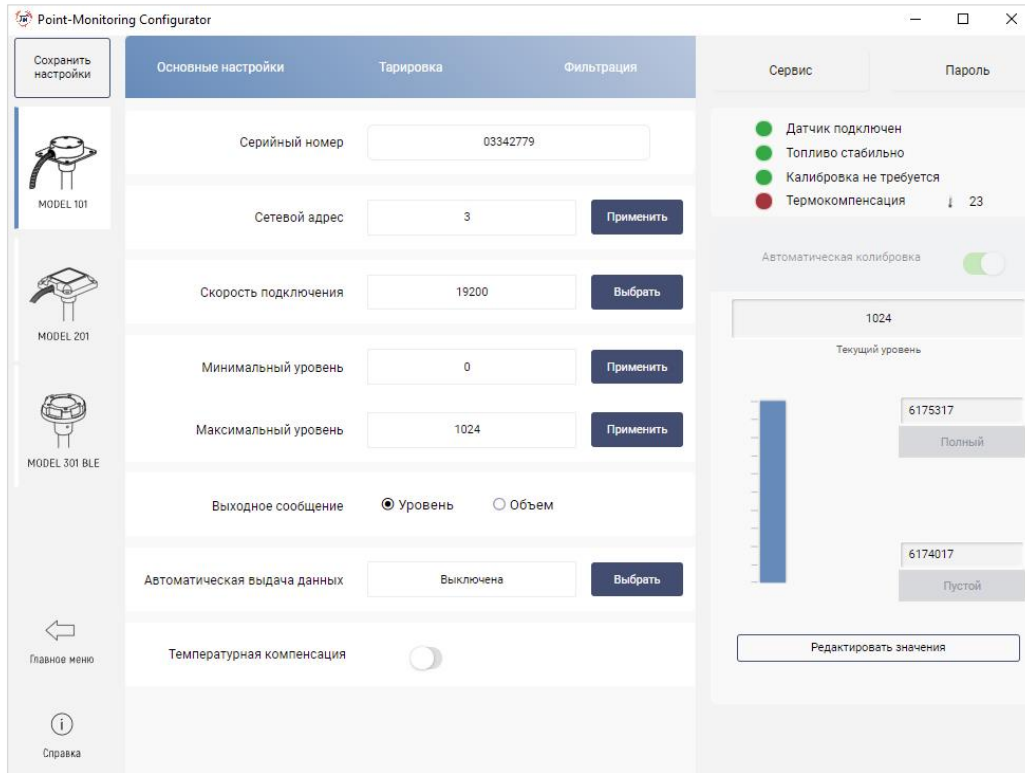 Point-Monitoring Configurator
Сохранить
настройки
Основные настройки
Тарировка
Фильтрация
Сервис
Пароль
MODEL 101
MODEL 201
MODEL 301 BLE
Главное меню
Справка
Серийный номер
03342779
Сетевой адрес
3
Применить
Скорость подключения
19200
Выбрать
Минимальный уровень
0
Применить
Максимальный уровень
1024
Применить
Выходное сообщение
Уровень
Объем
Автоматическая выдача данных
Выключена
Выбрать
Температурная компенсация
Датчик подключен
Топливо стабильно
Калибровка не требуется
Термокомпенсация
23
Автоматическая колибровка
1024
Текущий уровень
6175317
Полный
6174017
Пустой
Редактировать значения